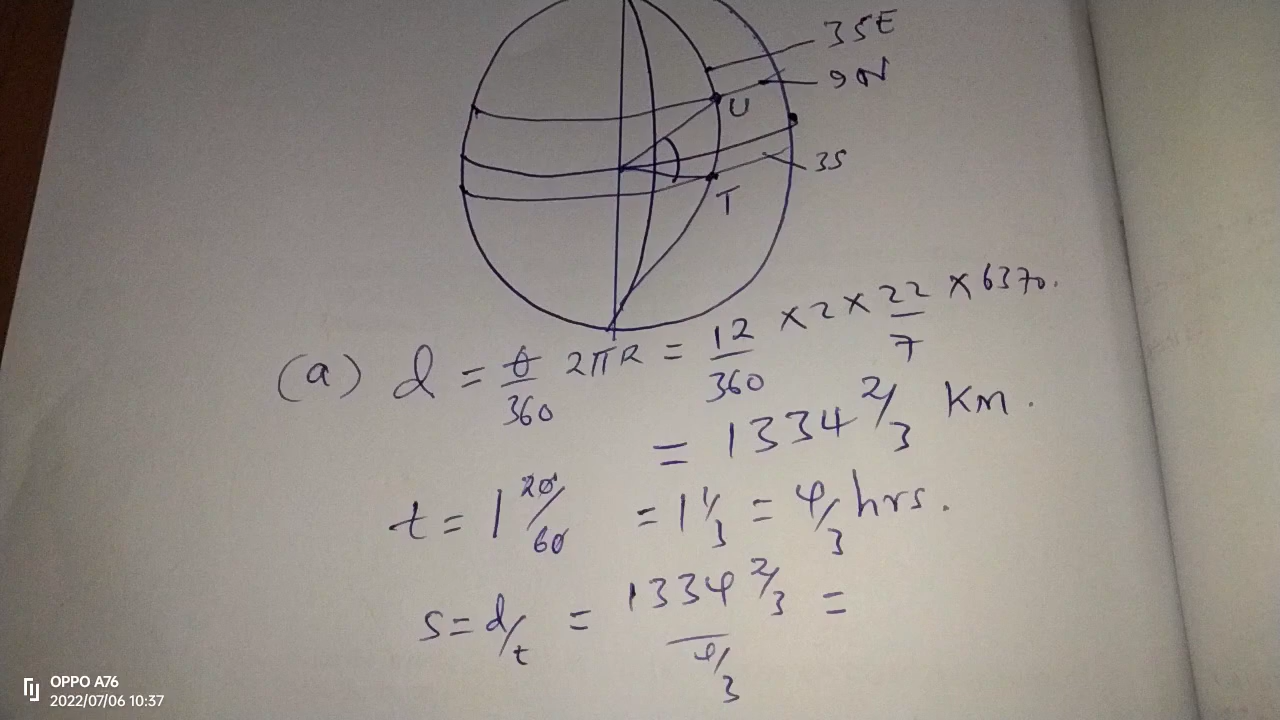 35E
9N
U
3S
T
(a) d = θ/360 2πR = 12/360 × 2 × 22/7 × 6370.
= 1334 2/3 Km.
t = 1 20/60 = 1 1/3 = 4/3 hrs.
S = d/t = 1334 2/3 / 4/3 =
OPPO A76
2022/07/06 10:37